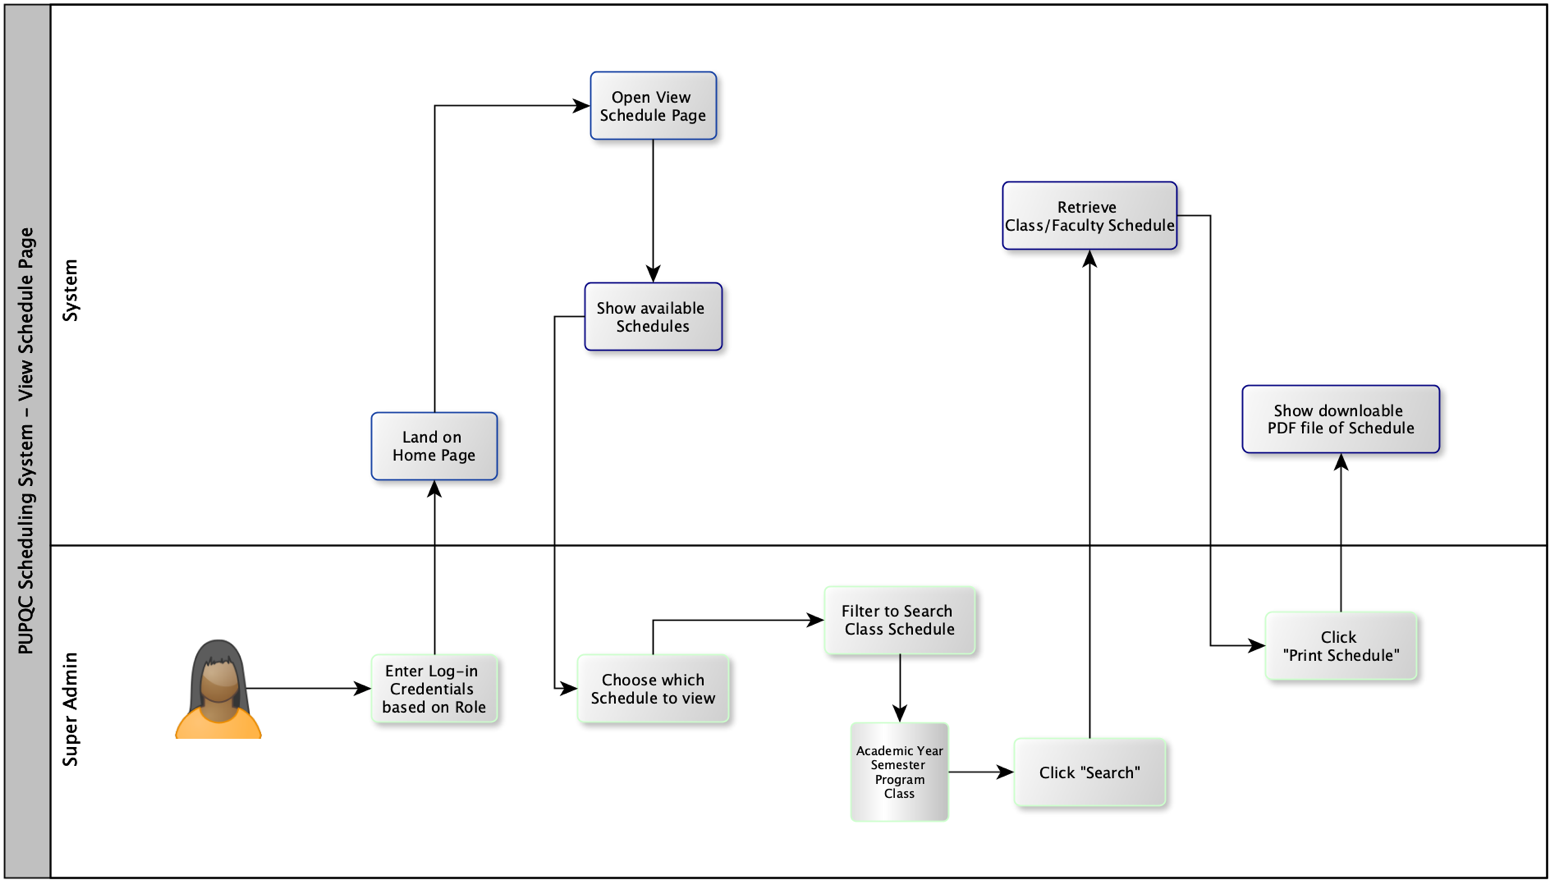 PUPQC Scheduling System - View Schedule Page
System
Open View
Schedule Page
Show available
Schedules
Land on
Home Page
Retrieve
Class/Faculty Schedule
Show downloable
PDF file of Schedule
Super Admin
Enter Log-in
Credentials
based on Role
Choose which
Schedule to view
Filter to Search
Class Schedule
Academic Year
Semester
Program
Class
Click "Search"
Click
"Print Schedule"